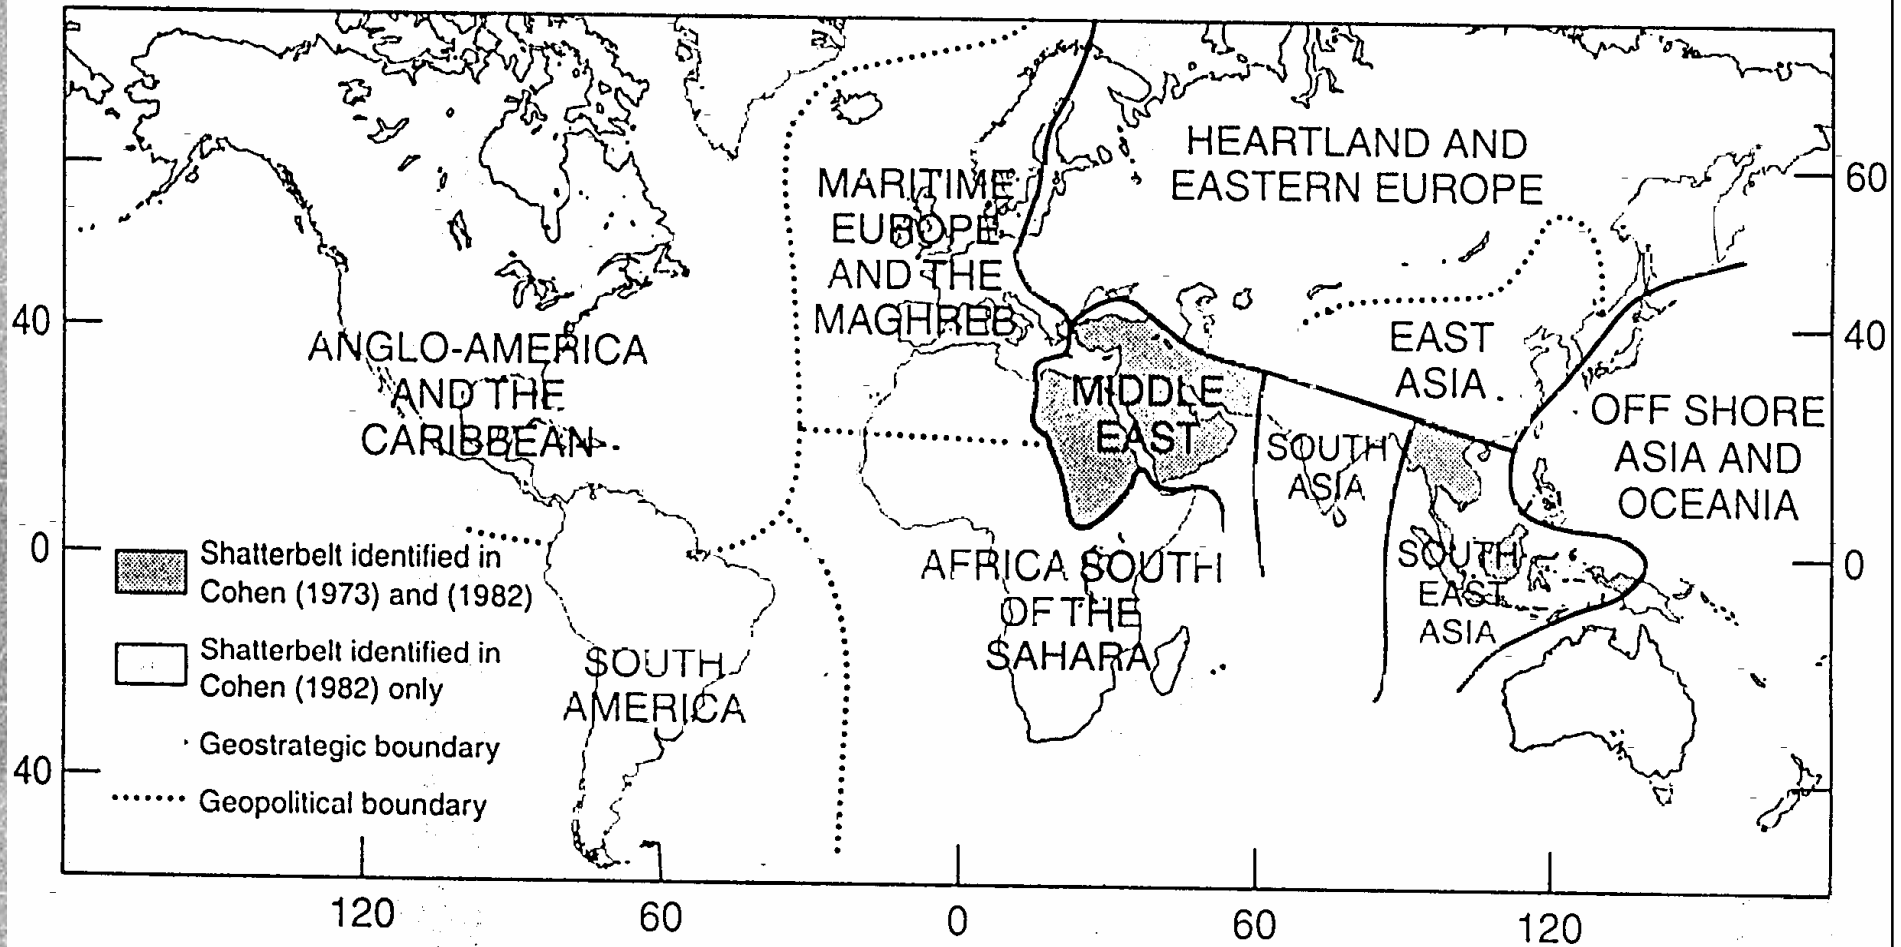 HEARTLAND AND
EASTERN EUROPE
MARITIME
EUROPE
AND THE
MAGHREB
ANGLO-AMERICA
AND THE
CARIBBEAN
EAST
ASIA
MIDDLE
EAST
OFF SHORE
ASIA AND
OCEANIA
SOUTH
ASIA
SOUTH
EAST
ASIA
AFRICA SOUTH
OF THE
SAHARA
SOUTH
AMERICA
Shatterbelt identified in
Cohen (1973) and (1982)
Shatterbelt identified in
Cohen (1982) only
Geostrategic boundary
Geopolitical boundary
40
0
40
60
40
0
120
60
0
60
120